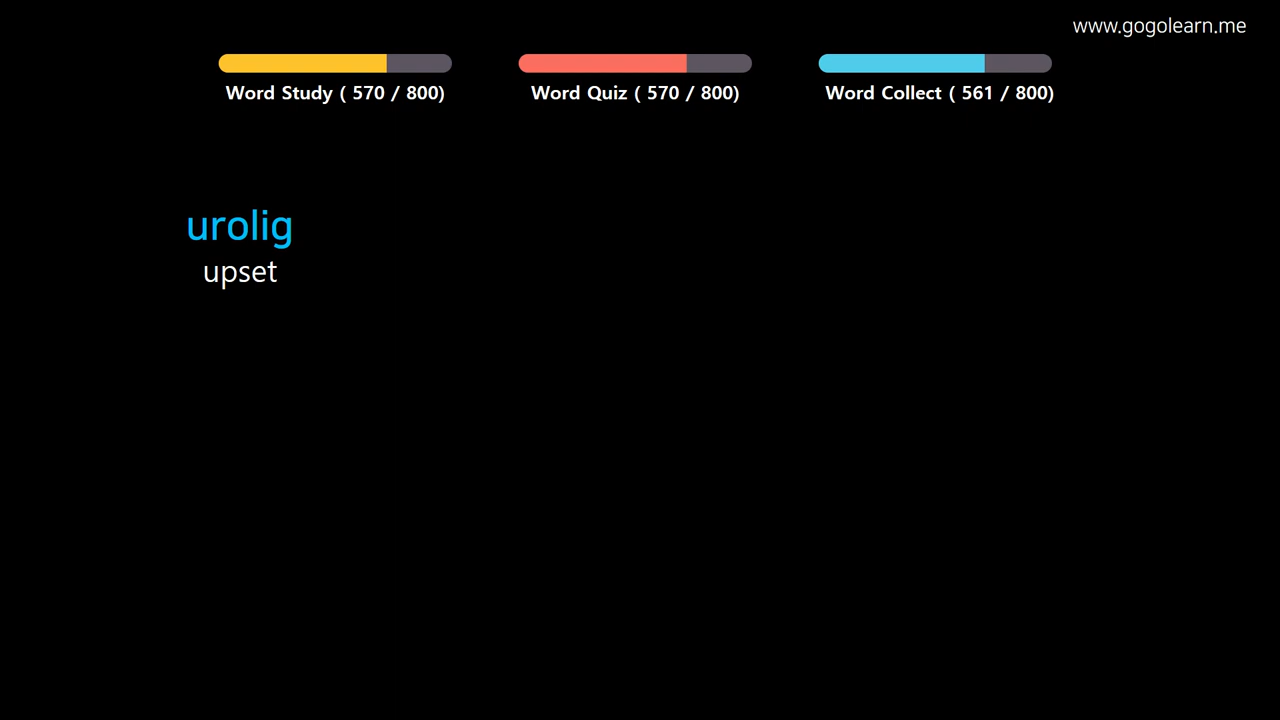 www.gogolearn.me
Word Study ( 570 / 800)
Word Quiz ( 570 / 800)
Word Collect ( 561 / 800)
urolig
upset